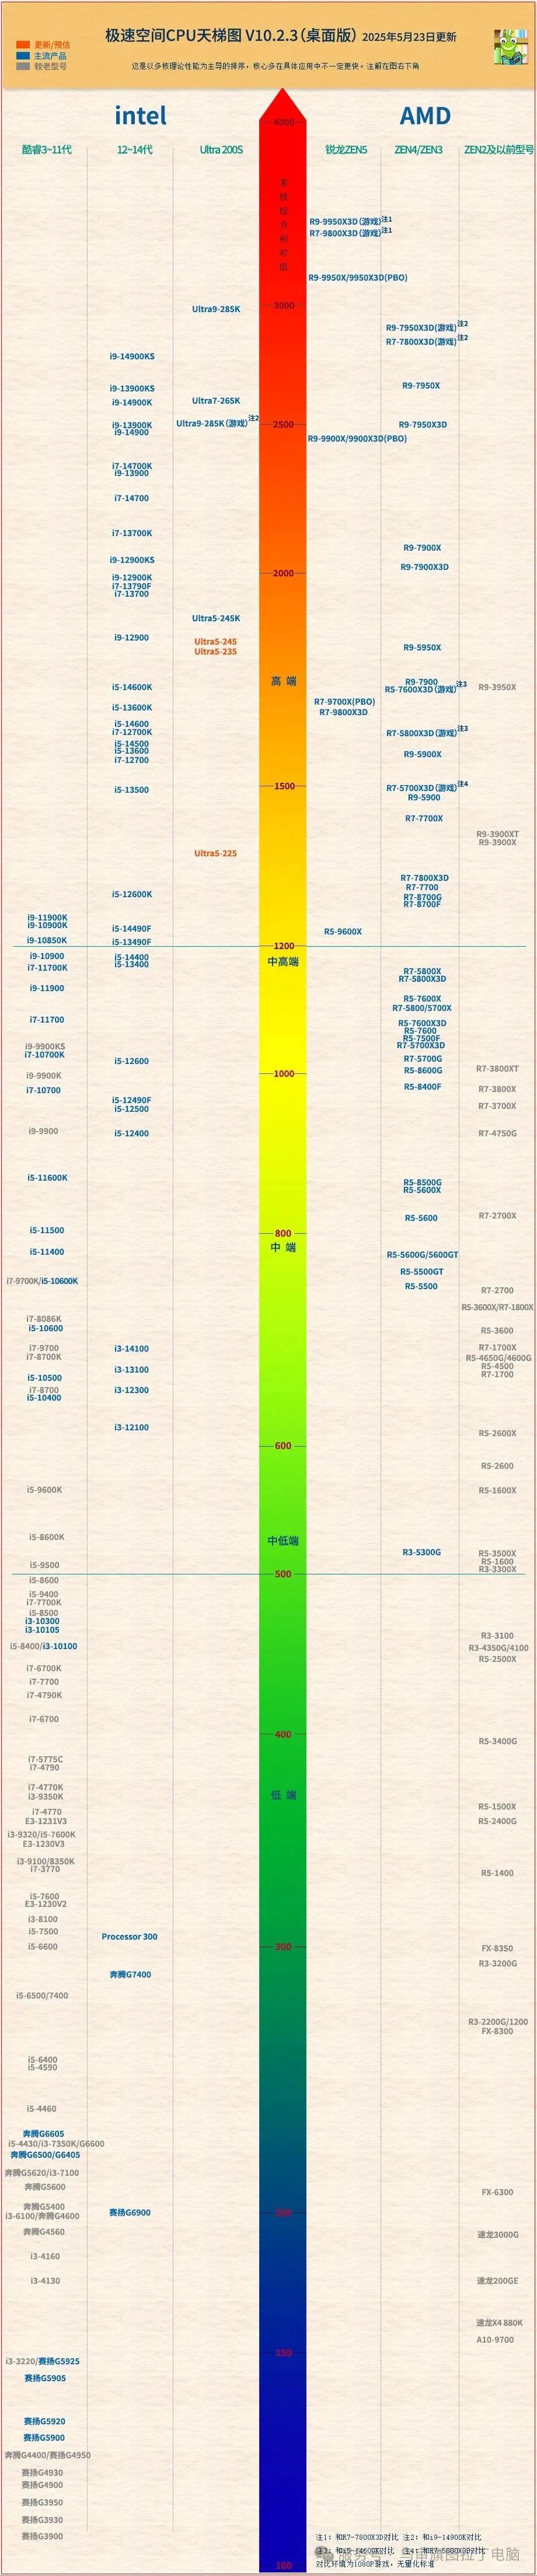 极速空间CPU天梯图 V10.2.3（桌面版） 2025年5月23日更新
更新/预估
主流产品
较老型号
这是以多核理论性能为主导的排序，核心多在具体应用中不一定更快。注解在图右下角
intel
AMD
酷睿3~11代
12~14代
Ultra 200S
锐龙ZEN5
ZEN4/ZEN3
ZEN2及以前型号
4000
多核综合相对值
3000
2500
2000
高 端
1500
1200
中高端
1000
800
中 端
600
中低端
500
400
低 端
300
200
150
100
i9-11900K
i9-10900K
i9-10850K
i9-10900
i7-11700K
i9-11900
i7-11700
i9-9900KS
i7-10700K
i9-9900K
i7-10700
i9-9900
i5-11600K
i5-11500
i5-11400
i7-9700K/i5-10600K
i7-8086K
i5-10600
i7-9700
i7-8700K
i5-10500
i7-8700
i5-10400
i5-9600K
i5-8600K
i5-9500
i5-8600
i5-9400
i7-7700K
i5-8500
i3-10300
i3-10105
i5-8400/i3-10100
i7-6700K
i7-7700
i7-4790K
i7-6700
i7-5775C
i7-4790
i7-4770K
i3-9350K
i7-4770
E3-1231V3
i3-9320/i5-7600K
E3-1230V3
i3-9100/8350K
i7-3770
i5-7600
E3-1230V2
i3-8100
i5-7500
i5-6600
i5-6500/7400
i5-6400
i5-4590
i5-4460
奔腾G6605
i5-4430/i3-7350K/G6600
奔腾G6500/G6405
奔腾G5620/i3-7100
奔腾G5600
奔腾G5400
i3-6100/奔腾G4600
奔腾G4560
i3-4160
i3-4130
i3-3220/赛扬G5925
赛扬G5905
赛扬G5920
赛扬G5900
奔腾G4400/赛扬G4950
赛扬G4930
赛扬G4900
赛扬G3950
赛扬G3930
赛扬G3900
i9-14900KS
i9-13900KS
i9-14900K
i9-13900K
i9-14900
i7-14700K
i9-13900
i7-14700
i7-13700K
i9-12900KS
i9-12900K
i7-13790F
i7-13700
i9-12900
i5-14600K
i5-13600K
i5-14600
i7-12700K
i5-14500
i5-13600
i7-12700
i5-13500
i5-12600K
i5-14490F
i5-13490F
i5-14400
i5-13400
i5-12600
i5-12490F
i5-12500
i5-12400
i3-14100
i3-13100
i3-12300
i3-12100
Processor 300
奔腾G7400
赛扬G6900
Ultra9-285K
Ultra7-265K
Ultra9-285K（游戏）注2
Ultra5-245K
Ultra5-245
Ultra5-235
Ultra5-225
R9-9950X3D（游戏）注1
R7-9800X3D（游戏）注1
R9-9950X/9950X3D(PBO)
R9-9900X/9900X3D(PBO)
R7-9700X(PBO)
R7-9800X3D
R5-9600X
R9-7950X3D(游戏)注2
R7-7800X3D(游戏)注2
R9-7950X
R9-7950X3D
R9-7900X
R9-7900X3D
R9-5950X
R9-7900
R5-7600X3D（游戏）注3
R7-5800X3D（游戏）注3
R9-5900X
R7-5700X3D（游戏）注4
R9-5900
R7-7700X
R7-7800X3D
R7-7700
R7-8700G
R7-8700F
R7-5800X
R7-5800X3D
R5-7600X
R7-5800/5700X
R5-7600X3D
R5-7600
R5-7500F
R7-5700X3D
R7-5700G
R5-8600G
R5-8400F
R5-8500G
R5-5600X
R5-5600
R5-5600G/5600GT
R5-5500GT
R5-5500
R3-5300G
R9-3950X
R9-3900XT
R9-3900X
R7-3800XT
R7-3800X
R7-3700X
R7-4750G
R7-2700X
R7-2700
R5-3600X/R7-1800X
R5-3600
R7-1700X
R5-4650G/4600G
R5-4500
R7-1700
R5-2600X
R5-2600
R5-1600X
R5-3500X
R5-1600
R3-3300X
R3-3100
R3-4350G/4100
R5-2500X
R5-3400G
R5-1500X
R5-2400G
R5-1400
FX-8350
R3-3200G
R3-2200G/1200
FX-8300
FX-6300
速龙3000G
速龙200GE
速龙X4 880K
A10-9700
注1：和R7-7800X3D对比 注2：和i9-14900K对比
注3：和i5-14600K对比 注4：和R7-5800X3D对比
对比环境为1080P游戏，无量化标准
服务号